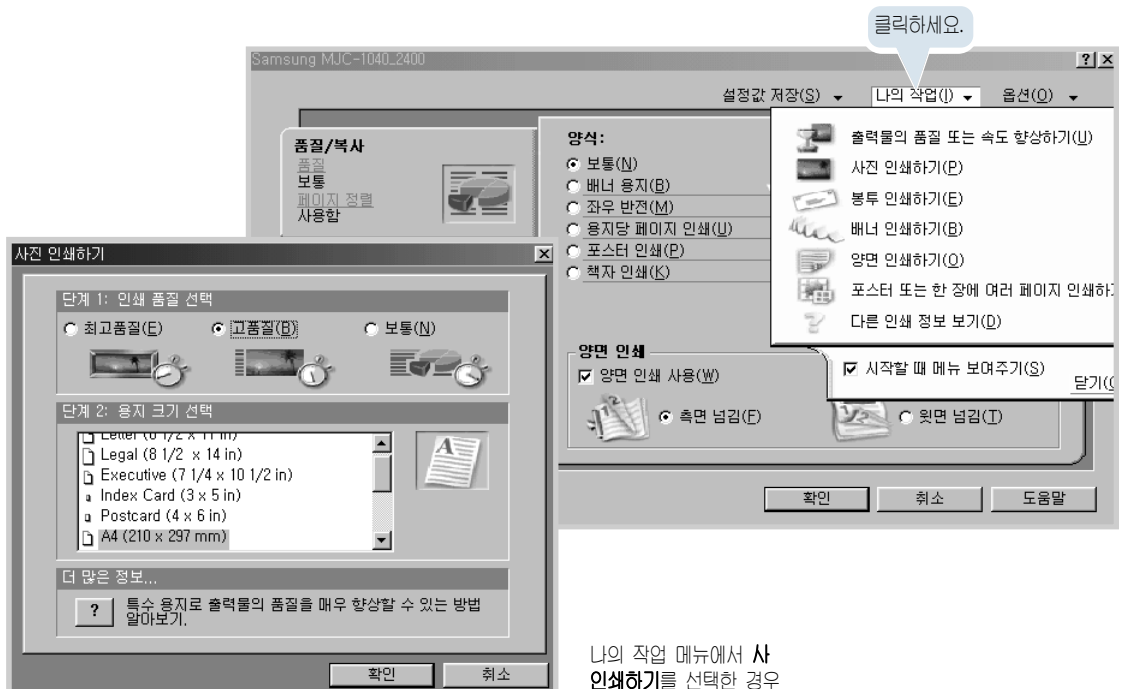 클릭하세요.
Samsung MJC-1040_2400
설정값 저장(S)
나의 작업(I)
옵션(O)
출력물의 품질 또는 속도 향상하기(U)
사진 인쇄하기(P)
봉투 인쇄하기(E)
배너 인쇄하기(B)
양면 인쇄하기(O)
포스터 또는 한 장에 여러 페이지 인쇄하
다른 인쇄 정보 보기(D)
시작할 때 메뉴 보여주기(S)
닫기(
품질/복사
품질
보통
페이지 정렬
사용함
양식:
보통(N)
배너 용지(B)
좌우 반전(M)
용지당 페이지 인쇄(U)
포스터 인쇄(P)
책자 인쇄(K)
양면 인쇄
양면 인쇄 사용(W)
측면 넘김(F)
윗면 넘김(T)
확인
취소
도움말
사진 인쇄하기
단계 1: 인쇄 품질 선택
최고품질(E)
고품질(B)
보통(N)
단계 2: 용지 크기 선택
Letter (8 1/2 x 11 in)
Legal (8 1/2 x 14 in)
Executive (7 1/4 x 10 1/2 in)
Index Card (3 x 5 in)
Postcard (4 x 6 in)
A4 (210 x 297 mm)
더 많은 정보...
? 특수 용지로 출력물의 품질을 매우 향상할 수 있는 방법
알아보기.
확인
취소
나의 작업 메뉴에서 사
인쇄하기를 선택한 경우